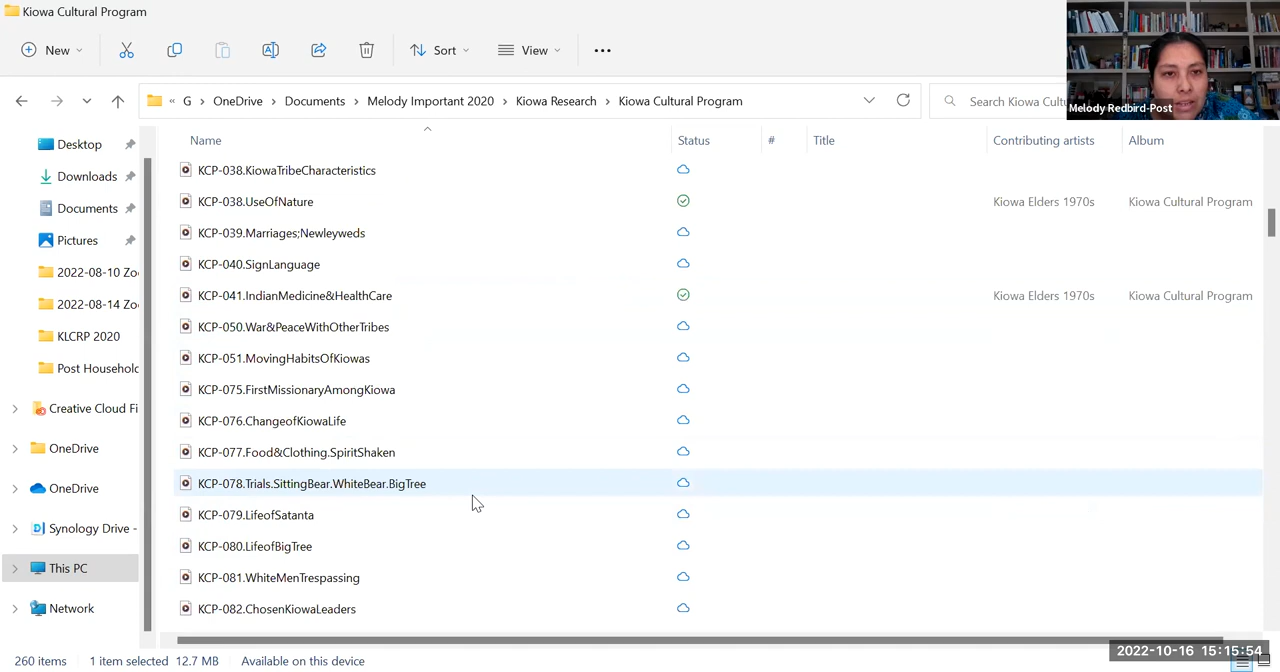 Kiowa Cultural Program
New
Sort
View
Melody Redbird-Post
« G > OneDrive > Documents > Melody Important 2020 > Kiowa Research > Kiowa Cultural Program
Search Kiowa Cultu
Name Status # Title Contributing artists Album
Desktop
Downloads
Documents
Pictures
2022-08-10 Zo
2022-08-14 Zo
KLCRP 2020
Post Househol
Creative Cloud Fi
OneDrive
OneDrive
Synology Drive -
This PC
Network
KCP-038.KiowaTribeCharacteristics
KCP-038.UseOfNature Kiowa Elders 1970s Kiowa Cultural Program
KCP-039.Marriages;Newleyweds
KCP-040.SignLanguage
KCP-041.IndianMedicine&HealthCare Kiowa Elders 1970s Kiowa Cultural Program
KCP-050.War&PeaceWithOtherTribes
KCP-051.MovingHabitsOfKiowas
KCP-075.FirstMissionaryAmongKiowa
KCP-076.ChangeofKiowaLife
KCP-077.Food&Clothing.SpiritShaken
KCP-078.Trials.SittingBear.WhiteBear.BigTree
KCP-079.LifeofSatanta
KCP-080.LifeofBigTree
KCP-081.WhiteMenTrespassing
KCP-082.ChosenKiowaLeaders
260 items 1 item selected 12.7 MB Available on this device
2022-10-16 15:15:54